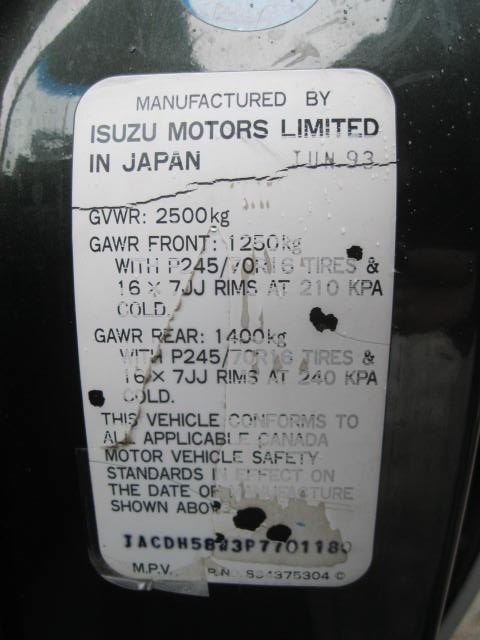 MANUFACTURED BY
ISUZU MOTORS LIMITED
IN JAPAN JUN 93
GVWR: 2500kg
GAWR FRONT: 1250kg
WITH P245/70R16 TIRES &
16 × 7JJ RIMS AT 210 KPA
COLD.
GAWR REAR: 1400kg
WITH P245/70R16 TIRES &
16 × 7JJ RIMS AT 240 KPA
COLD.
THIS VEHICLE CONFORMS TO
ALL APPLICABLE CANADA
MOTOR VEHICLE SAFETY
STANDARDS IN EFFECT ON
THE DATE OF MANUFACTURE
SHOWN ABOVE
M.P.V.